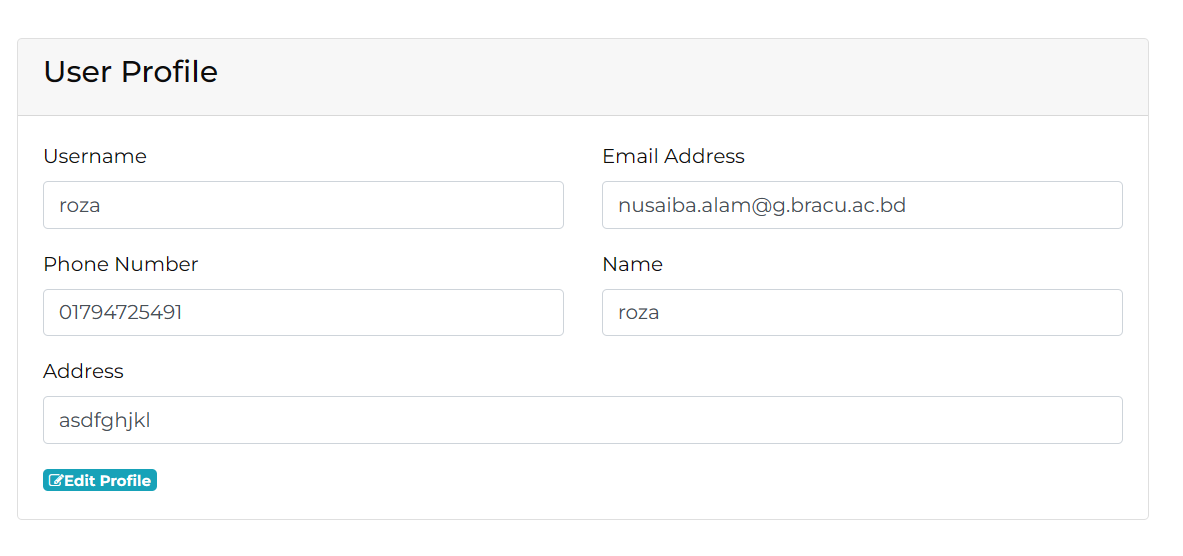 User Profile
Username
Email Address
roza
nusaiba.alam@g.bracu.ac.bd
Phone Number
Name
01794725491
roza
Address
asdfghjkl
Edit Profile